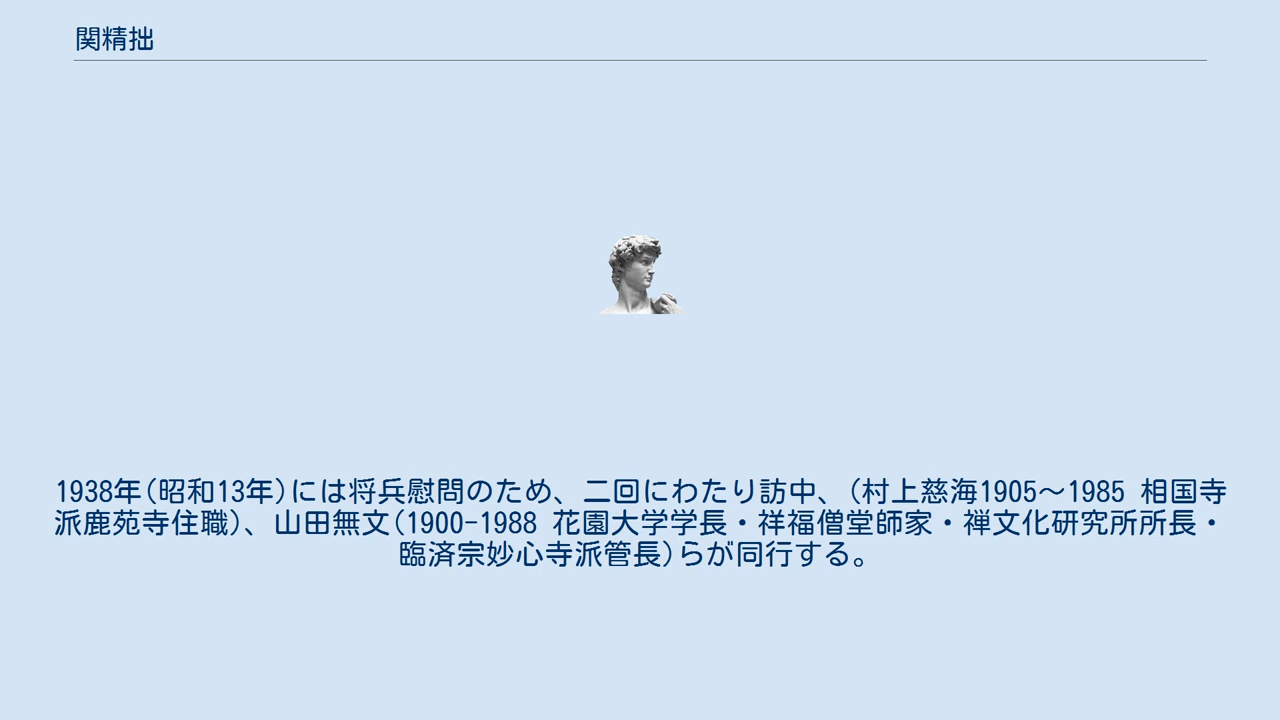 関精拙
1938年(昭和13年)には将兵慰問のため、二回にわたり訪中、(村上慈海1905～1985 相国寺
派鹿苑寺住職)、山田無文(1900-1988 花園大学学長・祥福僧堂師家・禅文化研究所所長・
臨済宗妙心寺派管長)らが同行する。